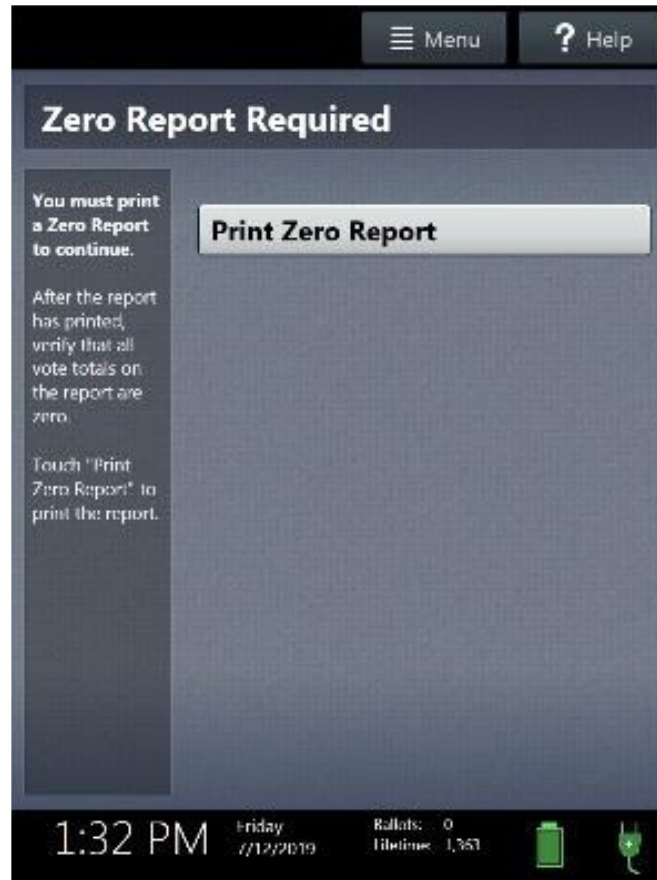 Menu
? Help
Zero Report Required
You must print
a Zero Report
to continue.
After the report
has printed,
verify that all
vote totals on
the report are
zero.
Touch "Print
Zero Report" to
print the report.
Print Zero Report
1:32 PM
Friday
7/12/2019
Ballots: 0
Lifetime: 1,363